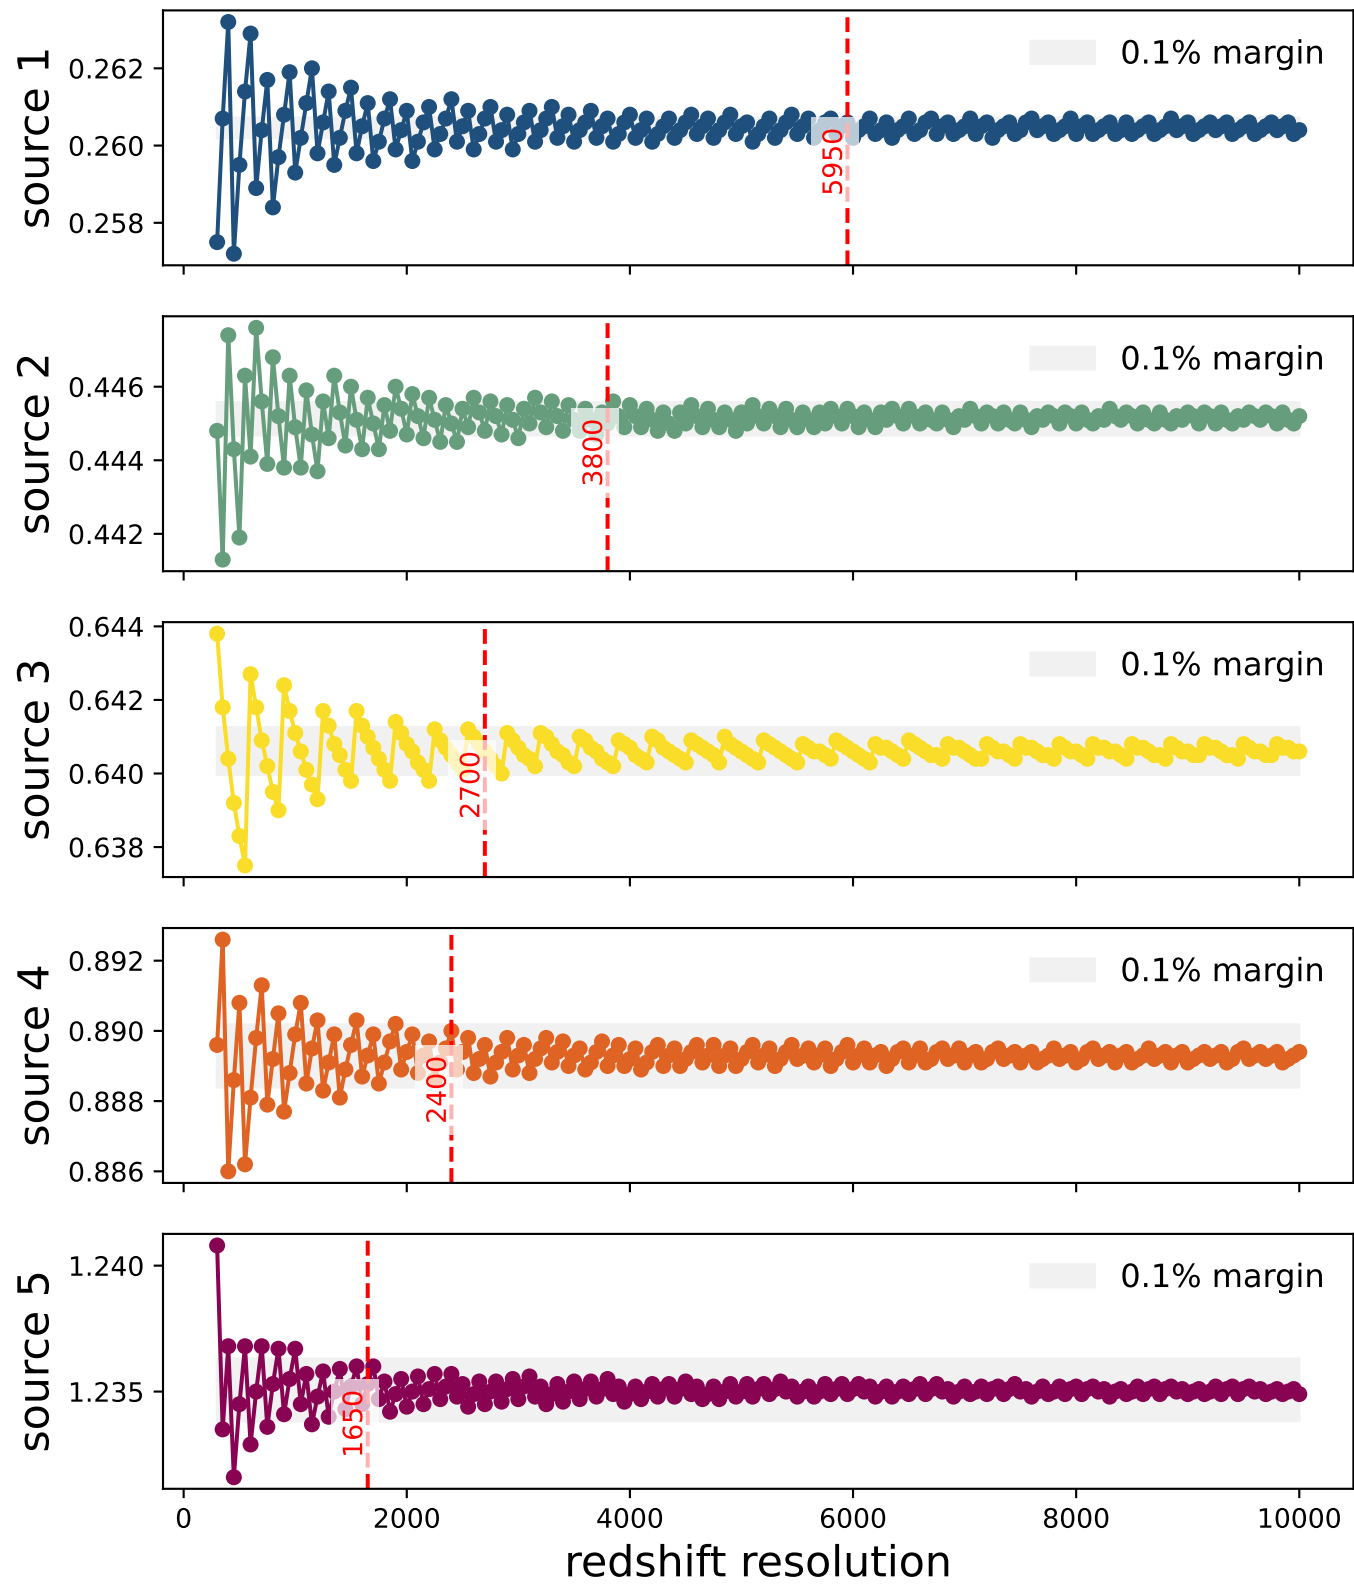 source 1
0.262
0.260
0.258
0.1% margin
5950
source 2
0.446
0.444
0.442
0.1% margin
3800
source 3
0.644
0.642
0.640
0.638
0.1% margin
2700
source 4
0.892
0.890
0.888
0.886
0.1% margin
2400
source 5
1.240
1.235
0.1% margin
1650
0 2000 4000 6000 8000 10000
redshift resolution